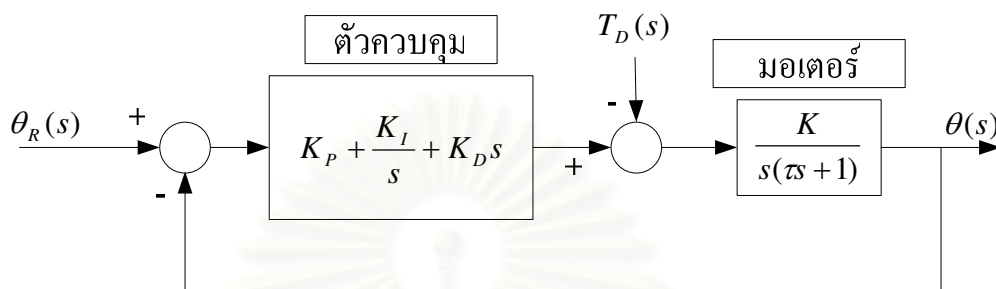 ตัวควบคุม
T_D(s)
มอเตอร์
θ_R(s)
+
-
K_P + K_I/s + K_D s
+
-
K/(s(τs+1))
θ(s)